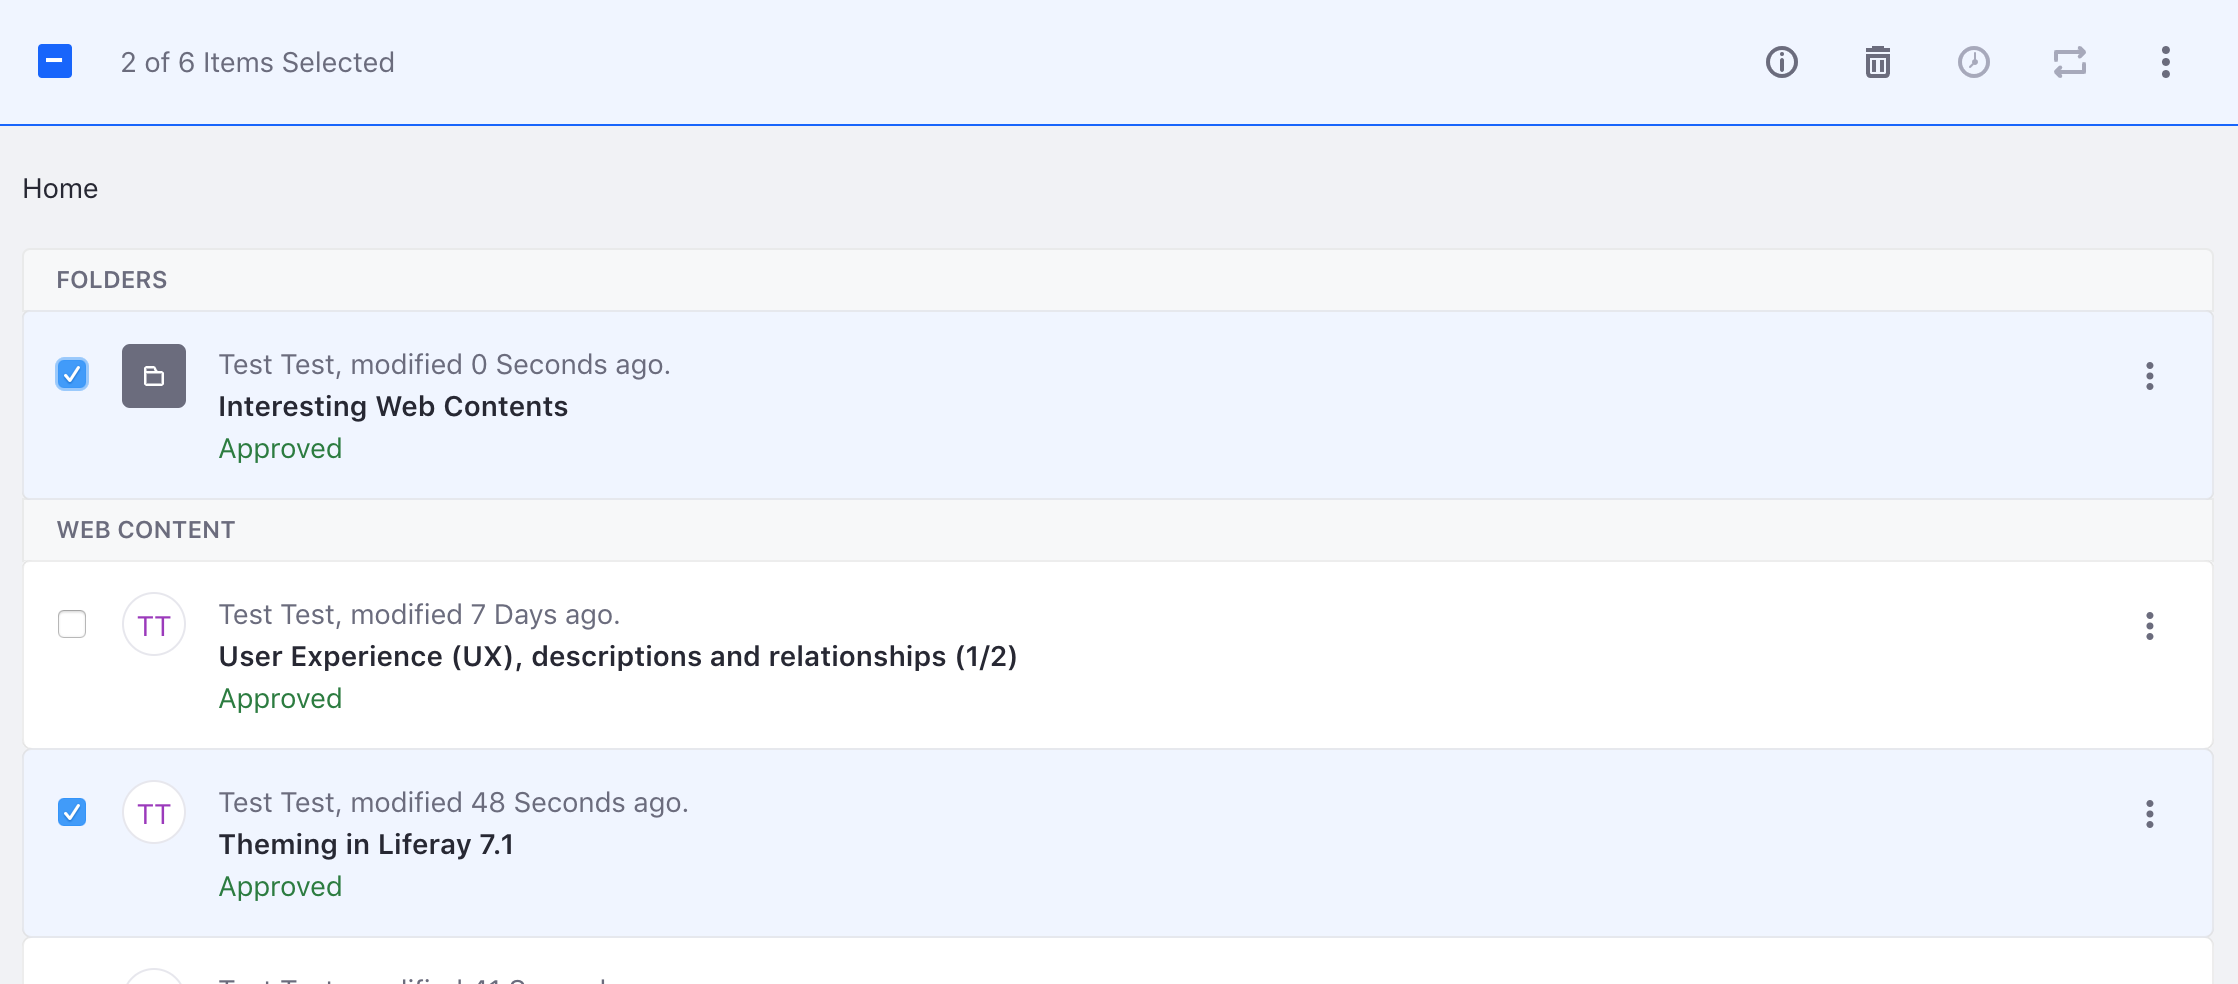 2 of 6 Items Selected
Home
FOLDERS
Test Test, modified 0 Seconds ago.
Interesting Web Contents
Approved
WEB CONTENT
TT
Test Test, modified 7 Days ago.
User Experience (UX), descriptions and relationships (1/2)
Approved
TT
Test Test, modified 48 Seconds ago.
Theming in Liferay 7.1
Approved